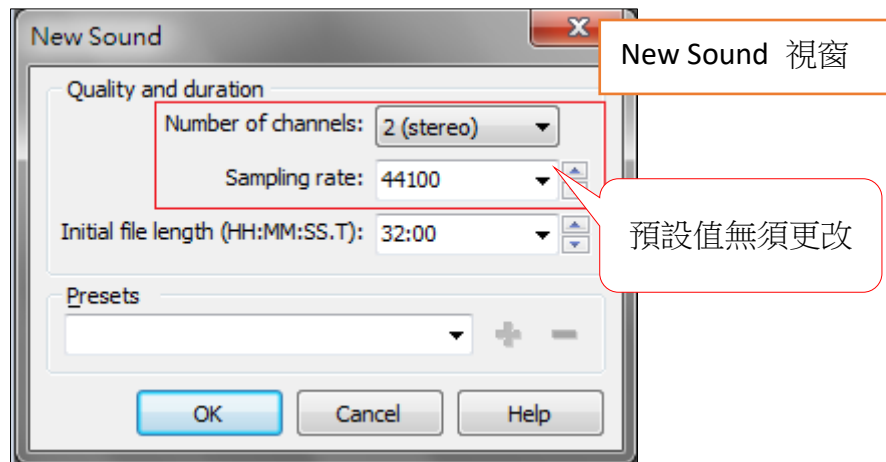 New Sound
New Sound 視窗
Quality and duration
Number of channels: 2 (stereo)
Sampling rate: 44100
預設值無須更改
Initial file length (HH:MM:SS.T): 32:00
Presets
OK Cancel Help